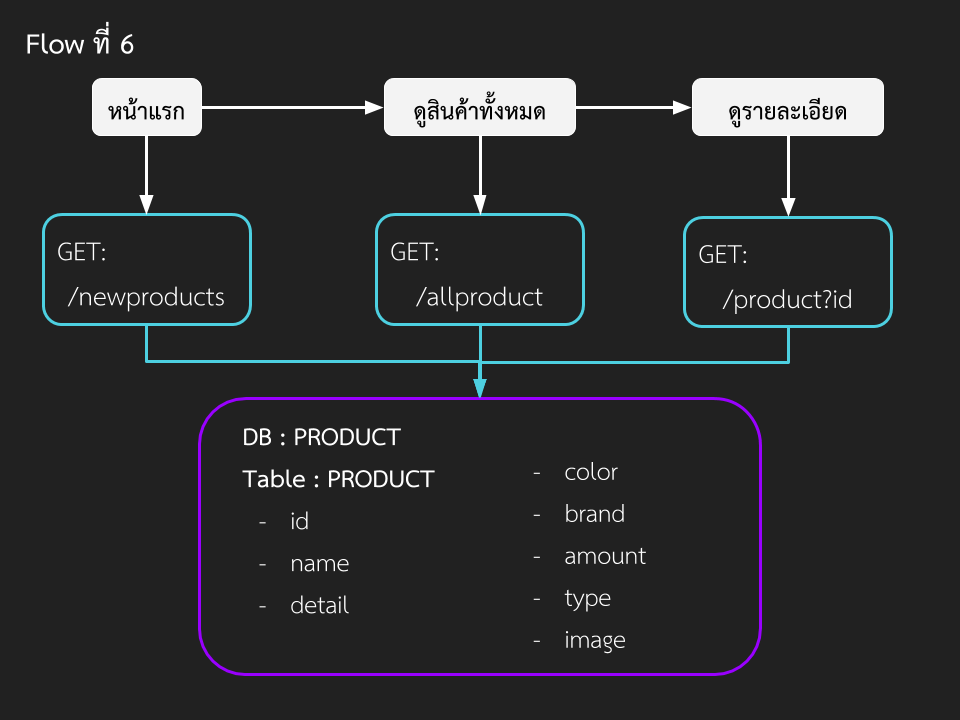 Flow ที่ 6
หน้าแรก
ดูสินค้าทั้งหมด
ดูรายละเอียด
GET:
/newproducts
GET:
/allproduct
GET:
/product?id
DB : PRODUCT
Table : PRODUCT
- id
- name
- detail
- color
- brand
- amount
- type
- image